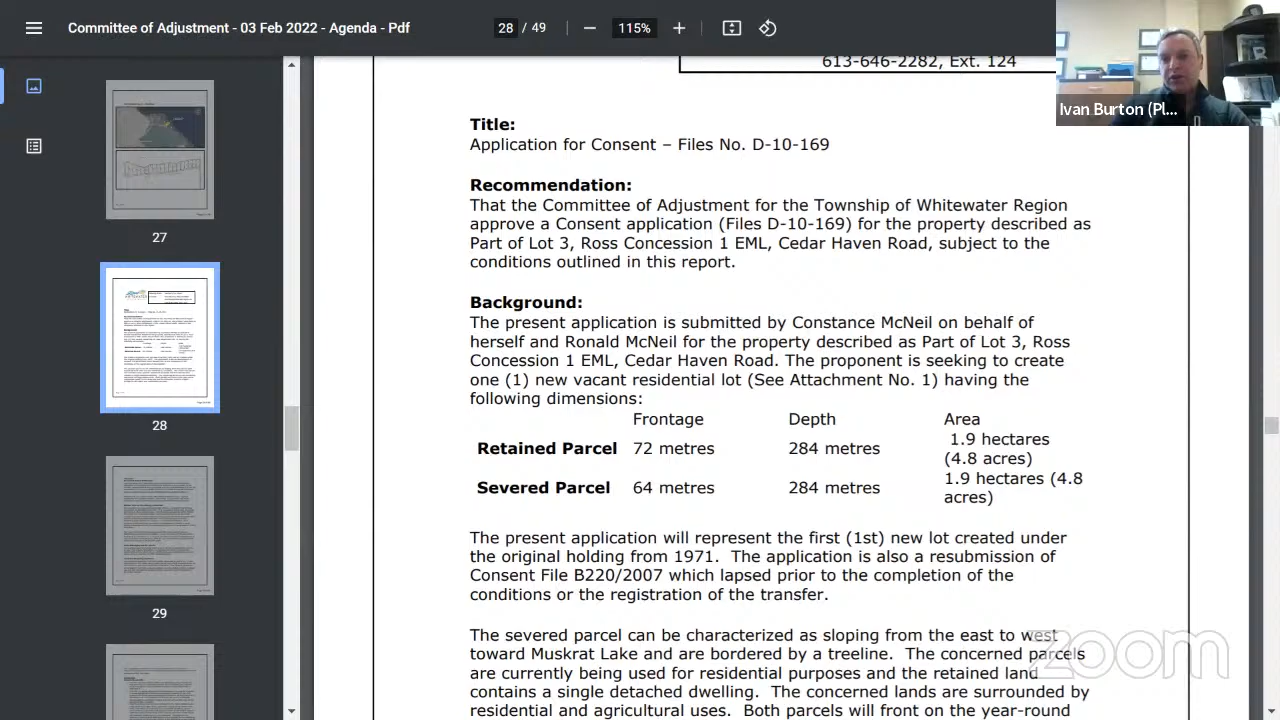 Committee of Adjustment - 03 Feb 2022 - Agenda - Pdf
28 / 49
115%
Ivan Burton (Pl...
27
28
29
613-646-2282, Ext. 124
Title:
Application for Consent – Files No. D-10-169
Recommendation:
That the Committee of Adjustment for the Township of Whitewater Region
approve a Consent application (Files D-10-169) for the property described as
Part of Lot 3, Ross Concession 1 EML, Cedar Haven Road, subject to the
conditions outlined in this report.
Background:
The present application is submitted by Constance McNeil on behalf of
herself and Ronald McNeil for the property described as Part of Lot 3, Ross
Concession 1 EML, Cedar Haven Road. The proponent is seeking to create
one (1) new vacant residential lot (See Attachment No. 1) having the
following dimensions:
Frontage Depth Area
Retained Parcel 72 metres 284 metres 1.9 hectares
(4.8 acres)
Severed Parcel 64 metres 284 metres 1.9 hectares (4.8
acres)
The present application will represent the first (1st) new lot created under
the original holding from 1971. The application is also a resubmission of
Consent File B220/2007 which lapsed prior to the completion of the
conditions or the registration of the transfer.
The severed parcel can be characterized as sloping from the east to west
toward Muskrat Lake and are bordered by a treeline. The concerned parcels
are currently being used for residential purposes and the retained land
contains a single detached dwelling. The concerned lands are surrounded by
residential and agricultural uses. Both parcels will front on the year-round
zoom